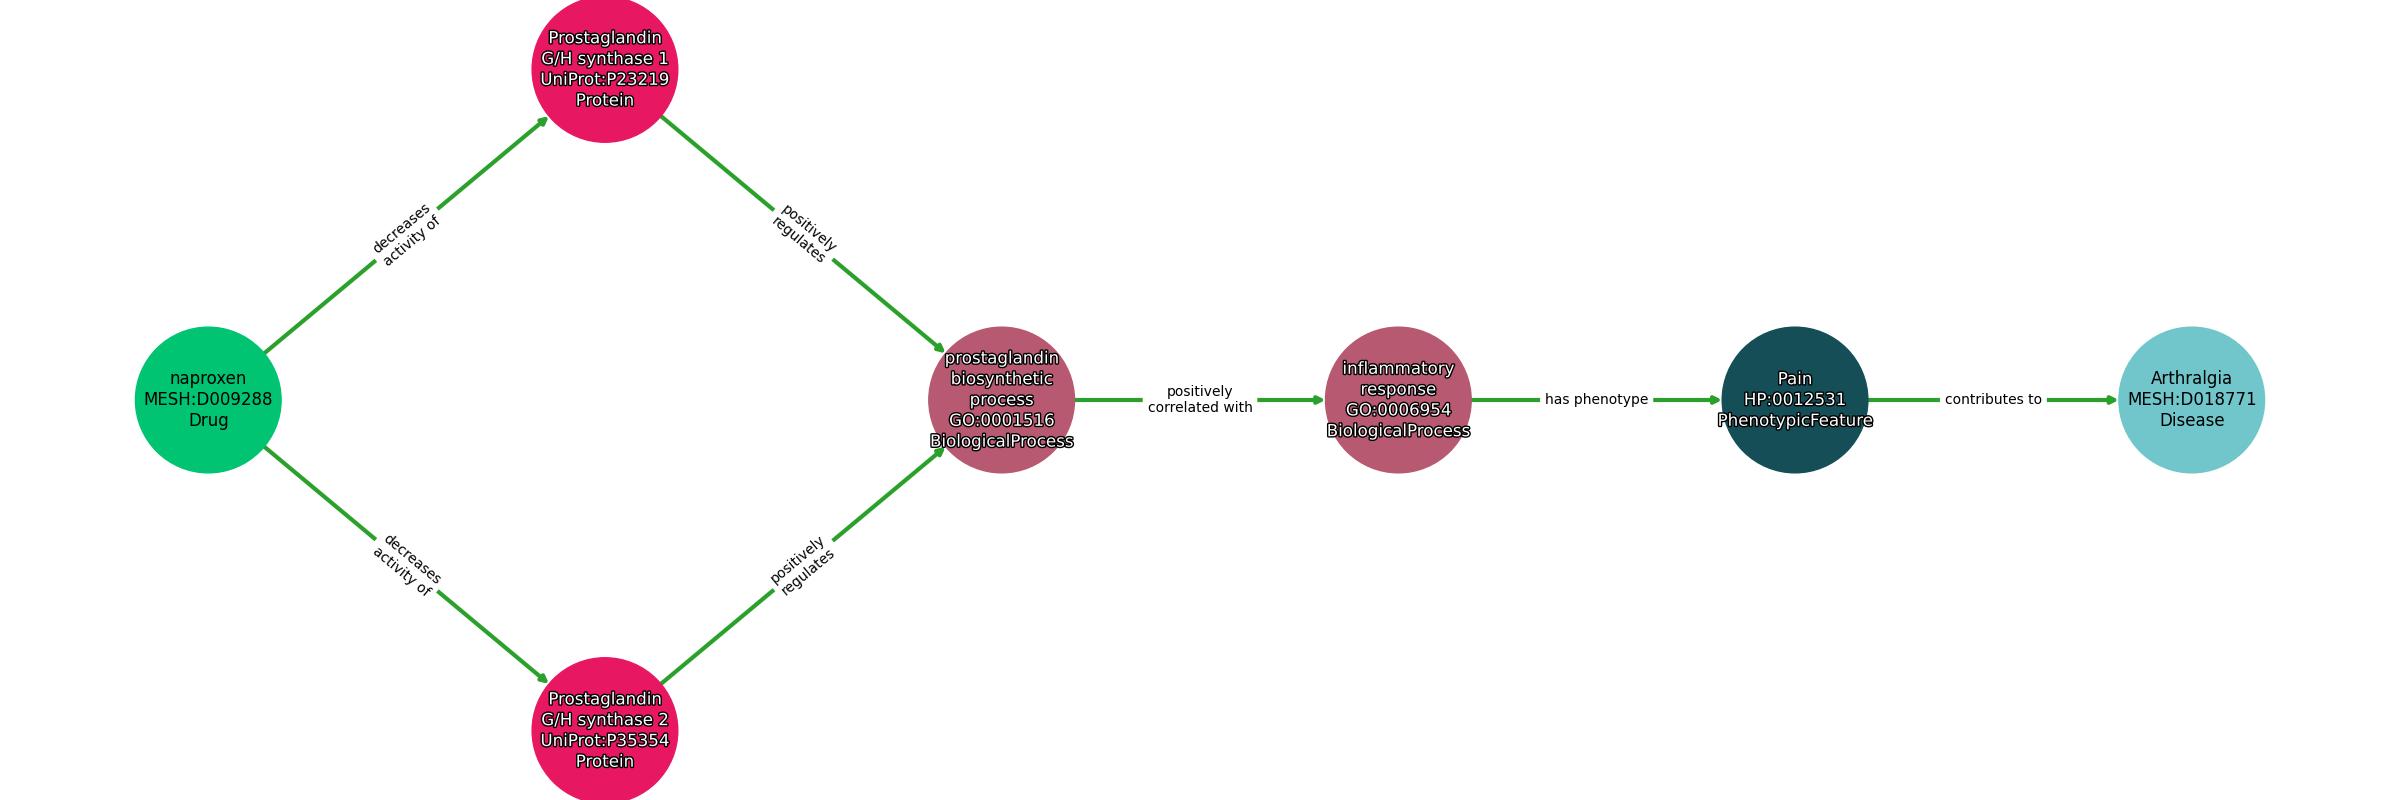 Prostaglandin
G/H synthase 1
UniProt:P23219
Protein
decreases
activity of
positively
regulates
naproxen
MESH:D009288
Drug
prostaglandin
biosynthetic
process
GO:0001516
BiologicalProcess
positively
correlated with
inflammatory
response
GO:0006954
BiologicalProcess
has phenotype
Pain
HP:0012531
PhenotypicFeature
contributes to
Arthralgia
MESH:D018771
Disease
decreases
activity of
positively
regulates
Prostaglandin
G/H synthase 2
UniProt:P35354
Protein